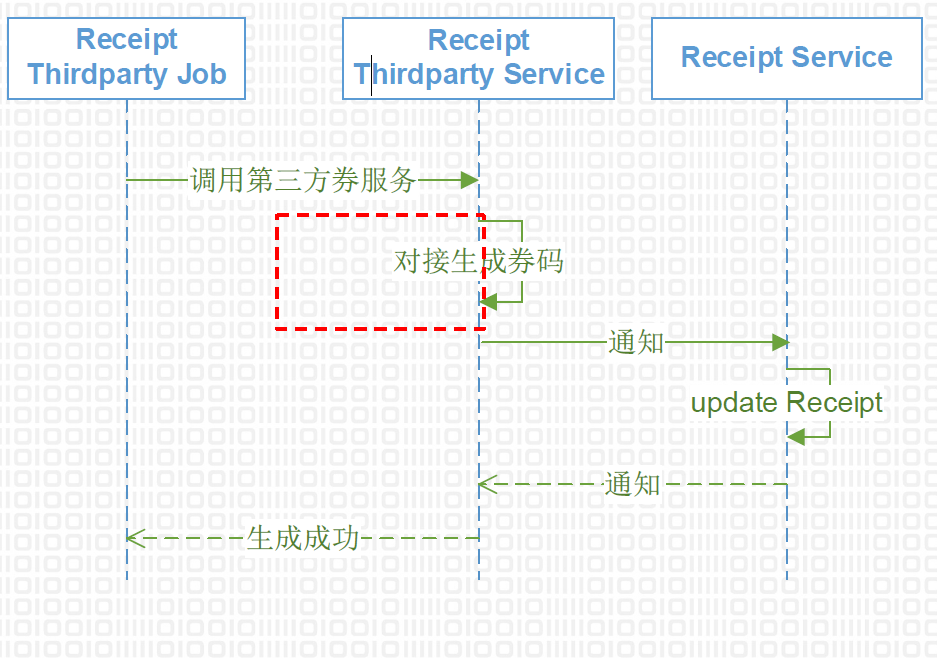 Receipt
Thirdparty Job
Receipt
Thirdparty Service
Receipt Service
调用第三方券服务
对接生成券码
通知
update Receipt
通知
生成成功